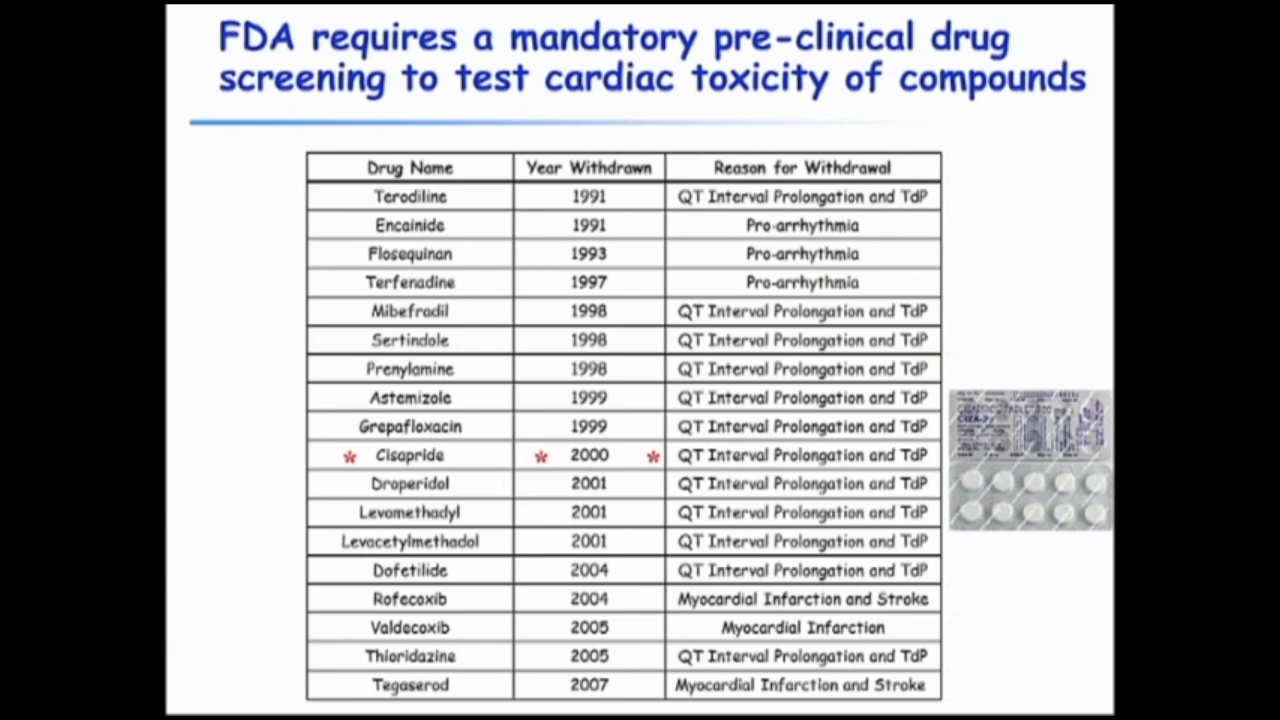 FDA requires a mandatory pre-clinical drug
screening to test cardiac toxicity of compounds
Drug Name Year Withdrawn Reason for Withdrawal
Terodiline 1991 QT Interval Prolongation and TdP
Encainide 1991 Pro-arrhythmia
Flosequinan 1993 Pro-arrhythmia
Terfenadine 1997 Pro-arrhythmia
Mibefradil 1998 QT Interval Prolongation and TdP
Sertindole 1998 QT Interval Prolongation and TdP
Prenylamine 1998 QT Interval Prolongation and TdP
Astemizole 1999 QT Interval Prolongation and TdP
Grepafloxacin 1999 QT Interval Prolongation and TdP
* Cisapride * 2000 * QT Interval Prolongation and TdP
Droperidol 2001 QT Interval Prolongation and TdP
Levomethadyl 2001 QT Interval Prolongation and TdP
Levacetylmethadol 2001 QT Interval Prolongation and TdP
Dofetilide 2004 QT Interval Prolongation and TdP
Rofecoxib 2004 Myocardial Infarction and Stroke
Valdecoxib 2005 Myocardial Infarction
Thioridazine 2005 QT Interval Prolongation and TdP
Tegaserod 2007 Myocardial Infarction and Stroke